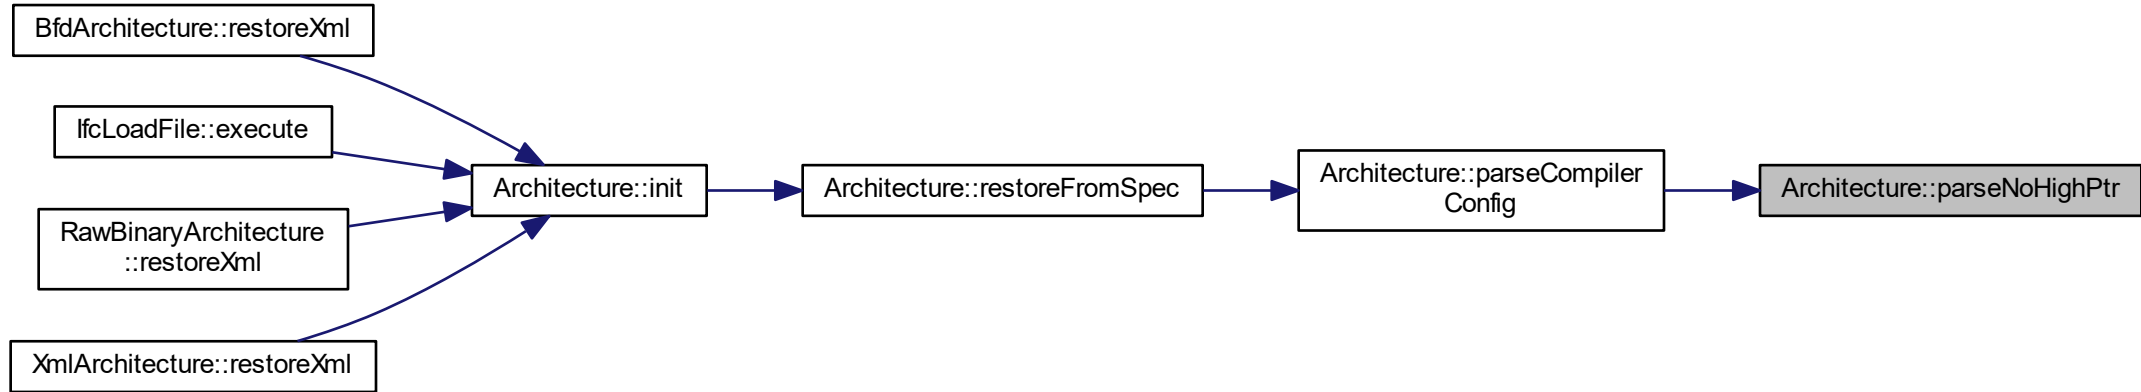 BfdArchitecture::restoreXml
IfcLoadFile::execute
RawBinaryArchitecture
::restoreXml
XmlArchitecture::restoreXml
Architecture::init
Architecture::restoreFromSpec
Architecture::parseCompiler
Config
Architecture::parseNoHighPtr